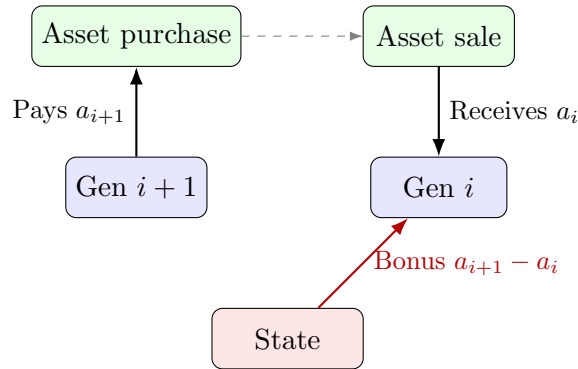 Asset purchase
Asset sale
Pays $a_{i+1}$
Receives $a_i$
Gen $i+1$
Gen $i$
Bonus $a_{i+1} - a_i$
State